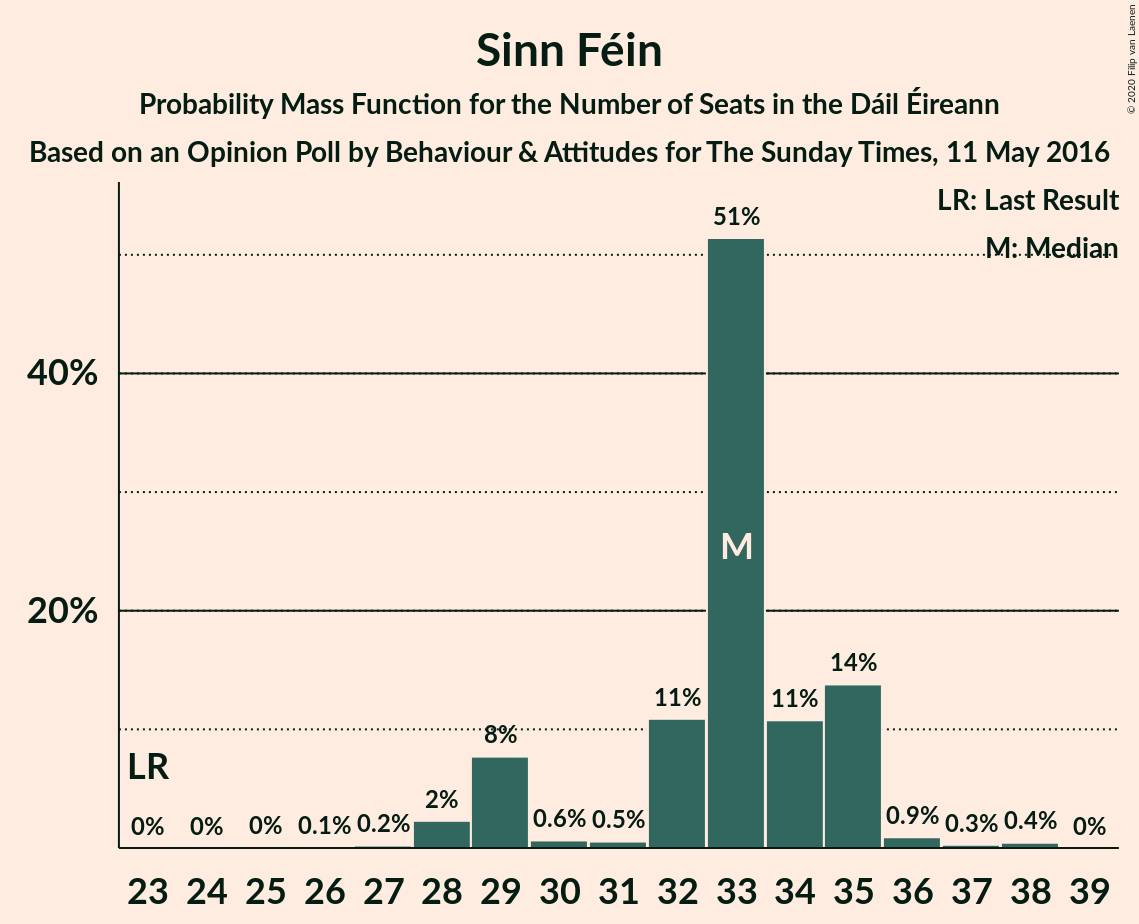 Sinn Féin
Probability Mass Function for the Number of Seats in the Dáil Éireann
Based on an Opinion Poll by Behaviour & Attitudes for The Sunday Times, 11 May 2016
© 2020 Filip van Laenen
LR: Last Result
M: Median
40%
20%
LR
M
0% 0% 0% 0.1% 0.2% 2% 8% 0.6% 0.5% 11% 51% 11% 14% 0.9% 0.3% 0.4% 0%
23 24 25 26 27 28 29 30 31 32 33 34 35 36 37 38 39